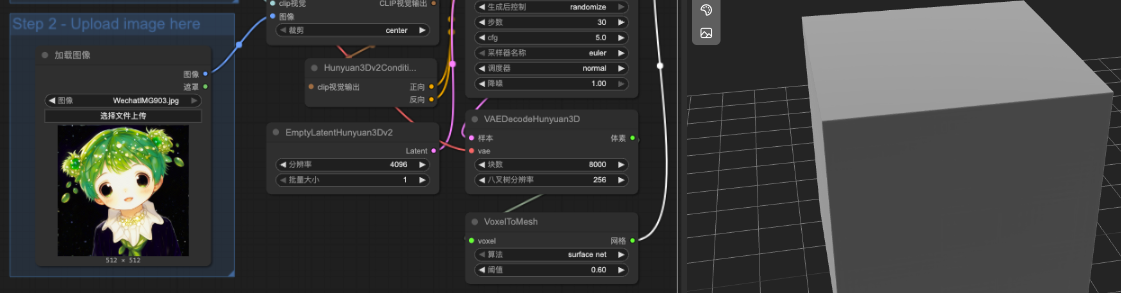 Step 2 - Upload image here
加载图像
图像
遮罩
图像 WechatIMG903.jpg
选择文件上传
512 × 512
clip视觉 CLIP视觉输出
图像
裁剪 center
Hunyuan3Dv2Conditi...
clip视觉输出 正向
反向
EmptyLatentHunyuan3Dv2
Latent
分辨率 4096
批量大小 1
生成后控制 randomize
步数 30
cfg 5.0
采样器名称 euler
调度器 normal
降噪 1.00
VAEDecodeHunyuan3D
样本 体素
vae
块数 8000
八叉树分辨率 256
VoxelToMesh
voxel 网格
算法 surface net
阈值 0.60